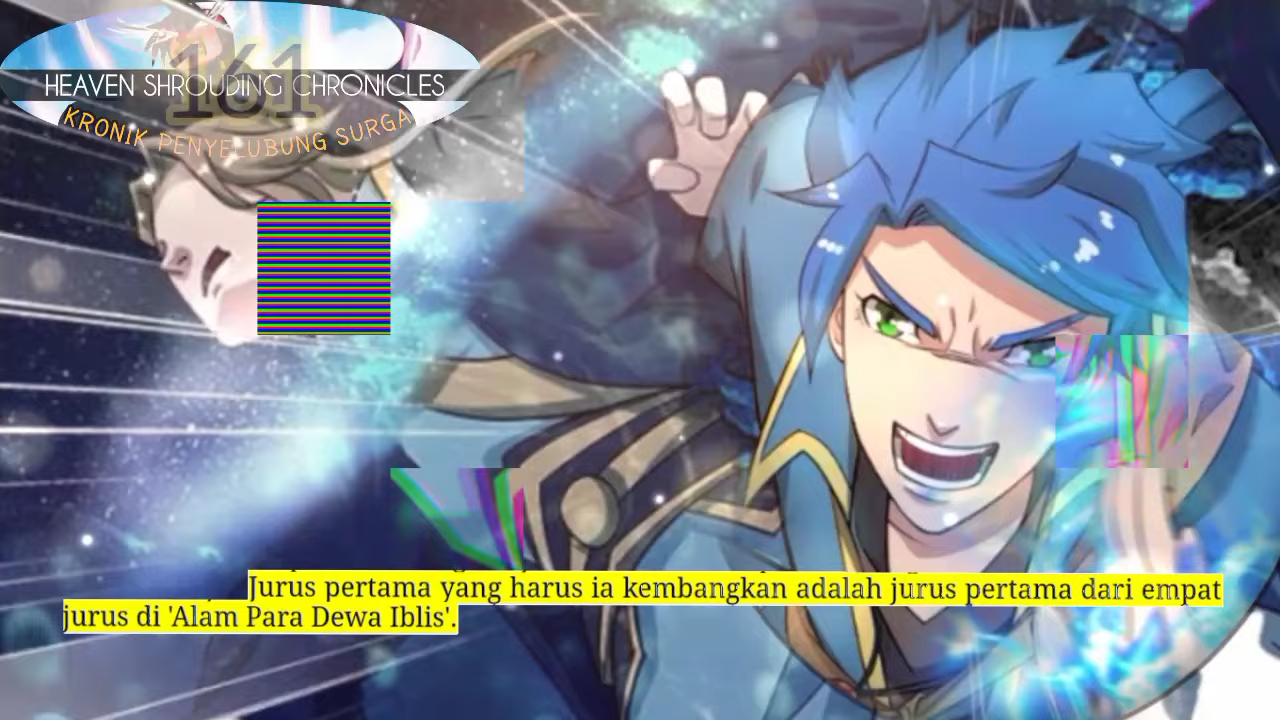 161
HEAVEN SHROUDING CHRONICLES
KRONIK PENYELUBUNG SURGA
Jurus pertama yang harus ia kembangkan adalah jurus pertama dari empat
jurus di 'Alam Para Dewa Iblis'.